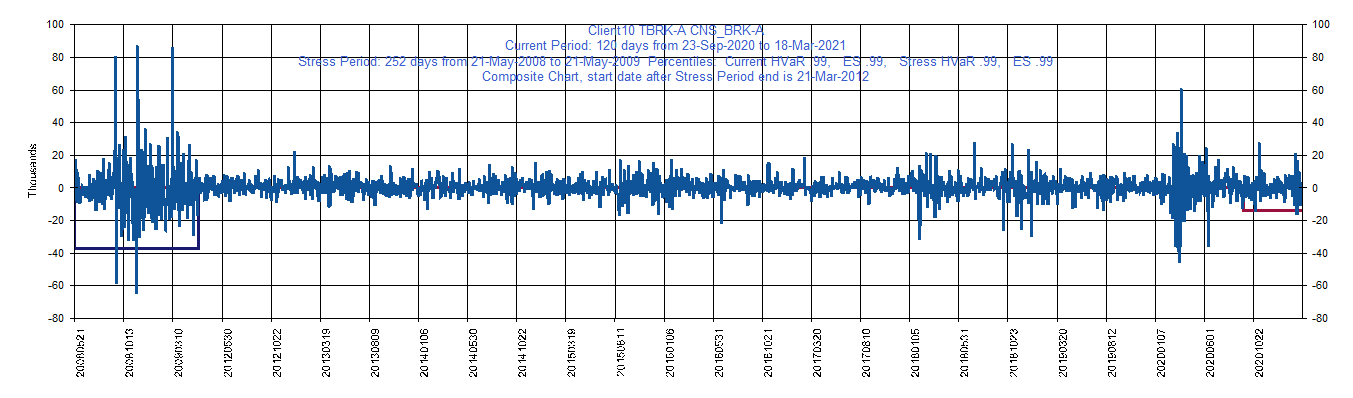 Client10 TBRK-A CNS_BRK-A
Current Period: 120 days from 23-Sep-2020 to 18-Mar-2021
Stress Period: 252 days from 21-May-2008 to 21-May-2009 Percentiles: Current HVaR .99, ES .99, Stress HVaR .99, ES .99
Composite Chart, start date after Stress Period end is 21-Mar-2012
100 100
80 80
60 60
40 40
20 20
0 0
-20 -20
-40 -40
-60 -60
-80 -80
Thousands
20080521 20081013 20090310 20120530 20121022 20130319 20130809 20140106 20140530 20141022 20150319 20150811 20160106 20160531 20161021 20170320 20170810 20180105 20180531 20181023 20190320 20190812 20200107 20200601 20201022